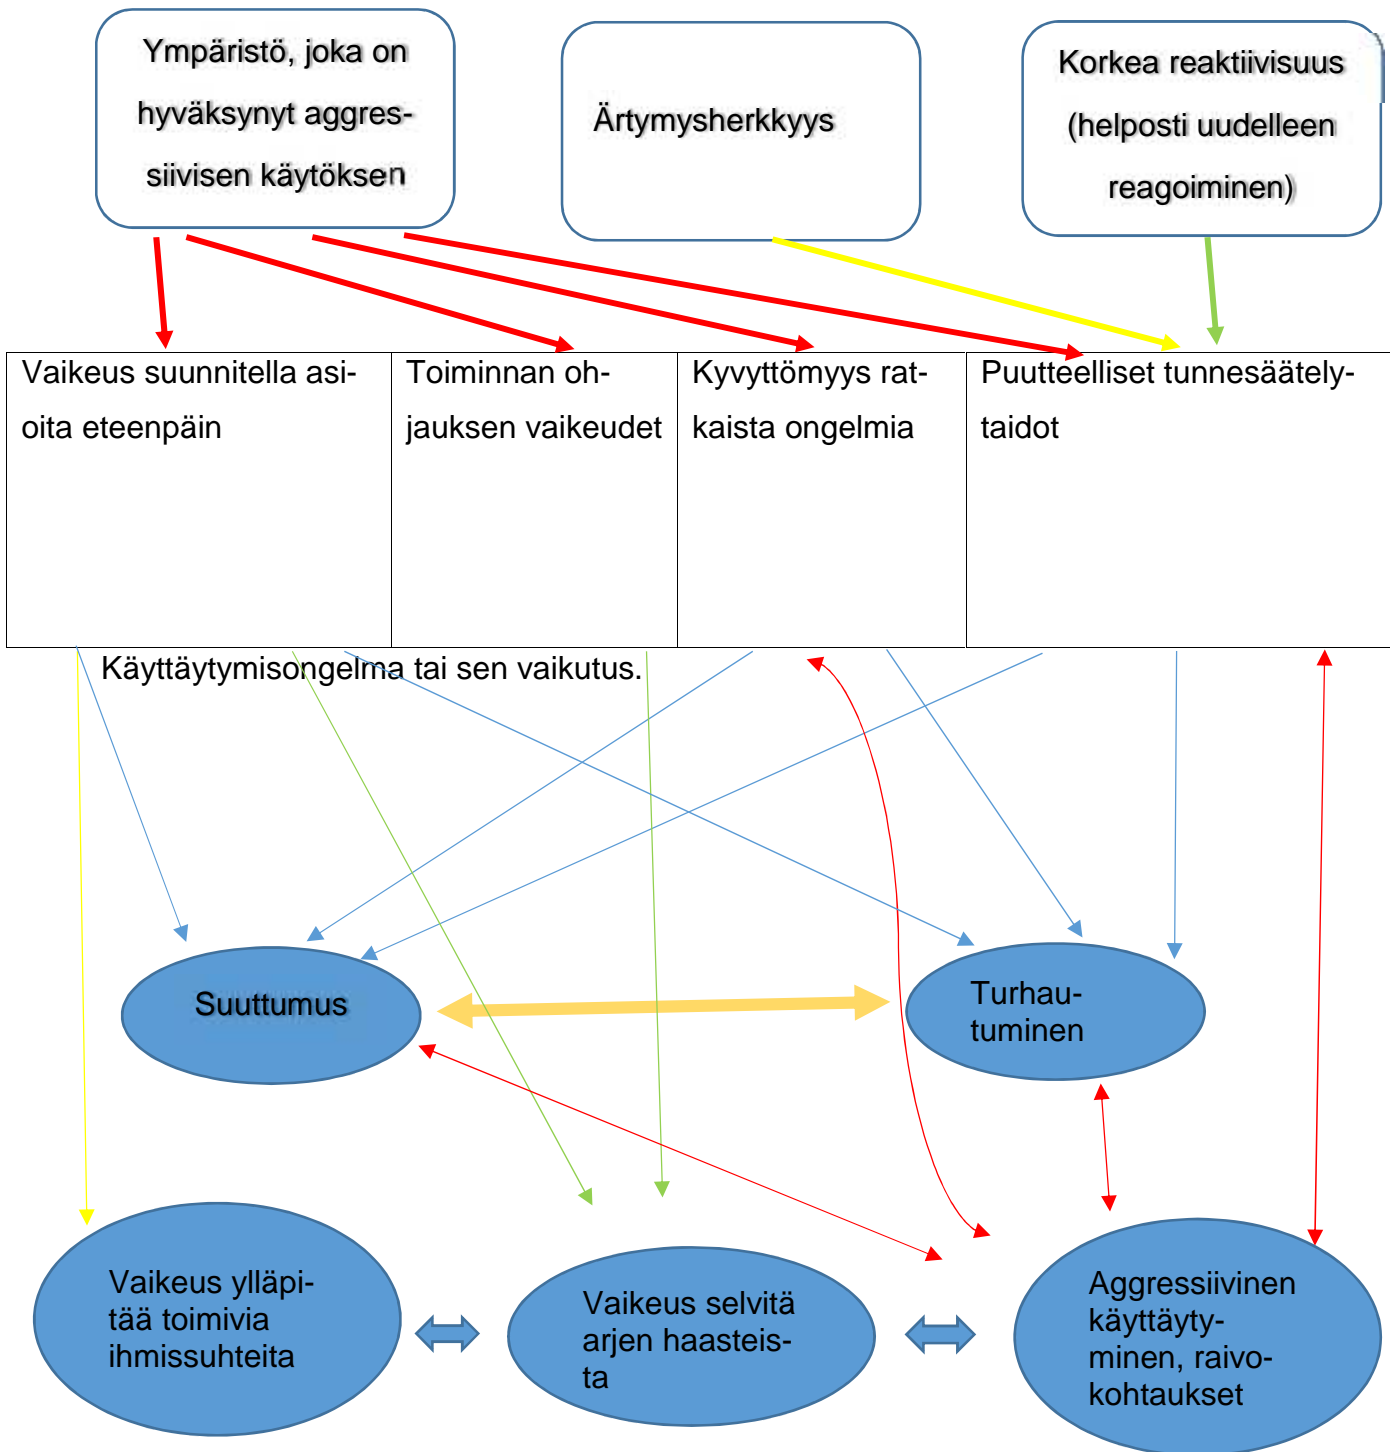 Ympäristö, joka on
hyväksynyt aggres-
siivisen käytöksen
Ärtymysherkkyys
Korkea reaktiivisuus
(helposti uudelleen
reagoiminen)
Vaikeus suunnitella asi-
oita eteenpäin
Toiminnan oh-
jauksen vaikeudet
Kyvyttömyys rat-
kaista ongelmia
Puutteelliset tunnesäätely-
taidot
Käyttäytymisongelma tai sen vaikutus.
Suuttumus
Turhau-
tuminen
Vaikeus ylläpi-
tää toimivia
ihmissuhteita
Vaikeus selvitä
arjen haasteis-
ta
Aggressiivinen
käyttäyty-
minen, raivo-
kohtaukset